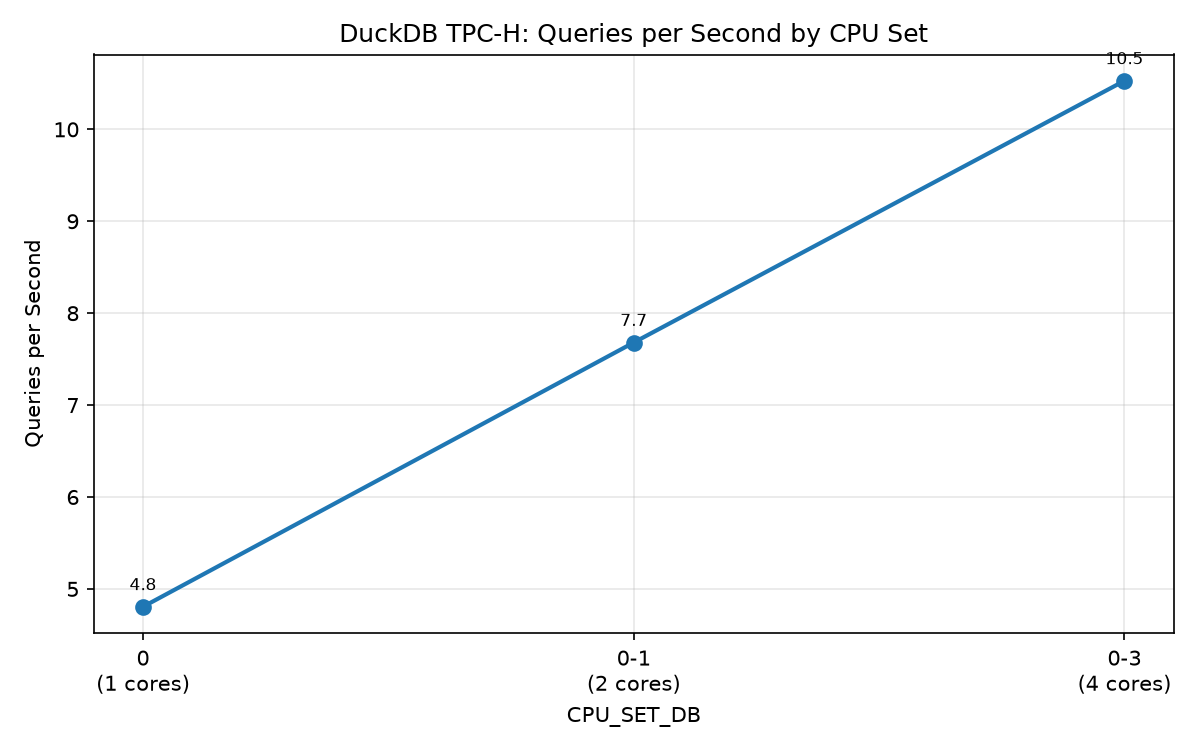 DuckDB TPC-H: Queries per Second by CPU Set
10.5
10
9
8
7.7
7
6
5
4.8
Queries per Second
0
(1 cores)
0-1
(2 cores)
0-3
(4 cores)
CPU_SET_DB